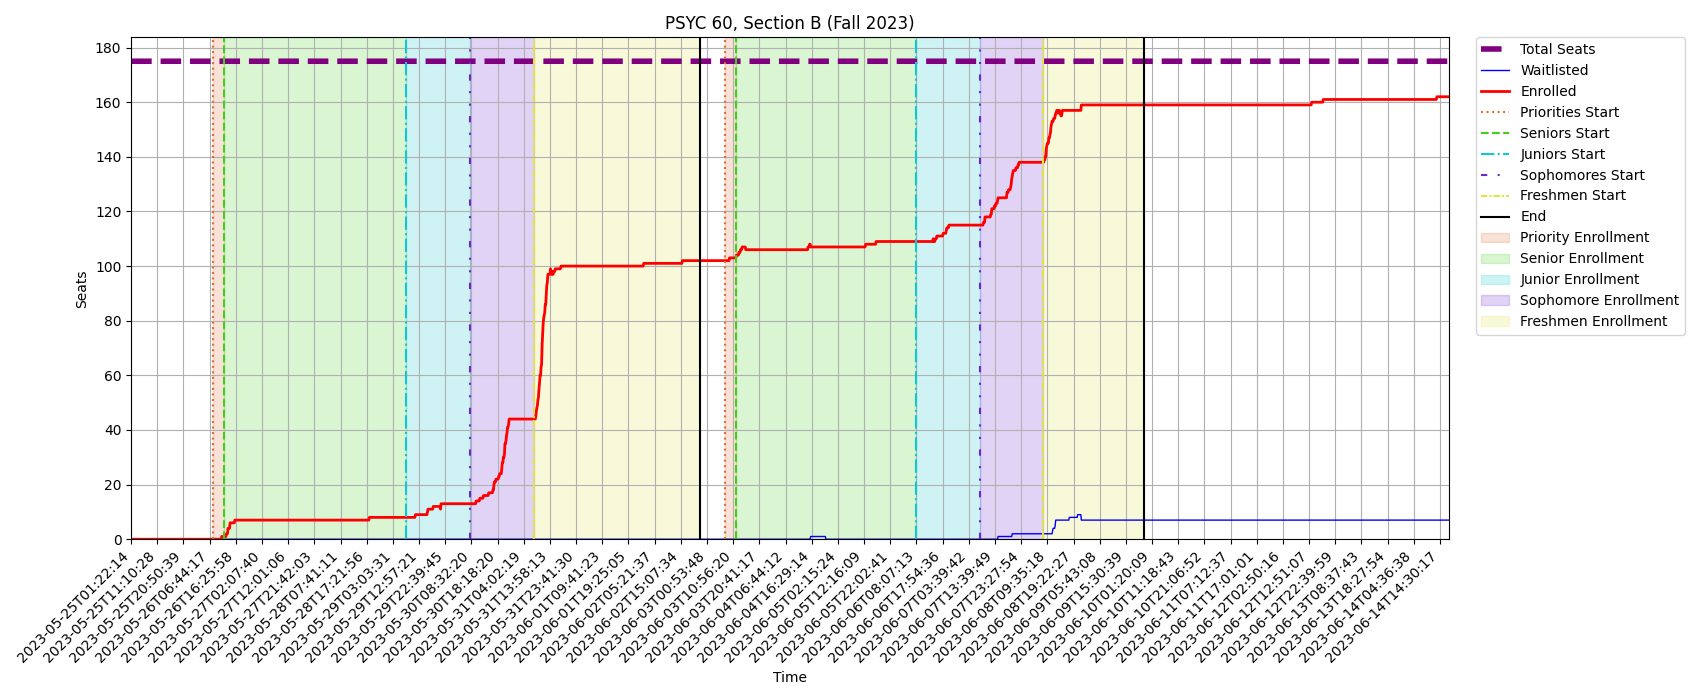 PSYC 60, Section B (Fall 2023)
180
160
140
120
100
80
60
40
20
0
Seats
2023-05-25T01:22:14
2023-05-25T11:10:28
2023-05-25T20:50:39
2023-05-26T06:44:17
2023-05-26T16:25:58
2023-05-27T02:07:40
2023-05-27T12:01:06
2023-05-27T21:42:03
2023-05-28T07:41:11
2023-05-28T17:21:56
2023-05-29T03:03:31
2023-05-29T12:57:21
2023-05-29T22:39:45
2023-05-30T08:32:20
2023-05-30T18:18:20
2023-05-31T04:02:19
2023-05-31T13:58:13
2023-05-31T23:41:30
2023-06-01T09:41:23
2023-06-01T19:25:05
2023-06-02T05:21:37
2023-06-02T15:07:34
2023-06-03T00:53:48
2023-06-03T10:56:20
2023-06-03T20:41:17
2023-06-04T06:44:12
2023-06-04T16:29:14
2023-06-05T02:15:24
2023-06-05T12:16:09
2023-06-05T22:02:41
2023-06-06T08:07:13
2023-06-06T17:54:36
2023-06-07T03:39:42
2023-06-07T13:39:49
2023-06-07T23:27:54
2023-06-08T09:35:18
2023-06-08T19:22:27
2023-06-09T05:43:08
2023-06-09T15:30:39
2023-06-10T01:20:09
2023-06-10T11:18:43
2023-06-10T21:06:52
2023-06-11T07:12:37
2023-06-11T17:01:01
2023-06-12T02:50:16
2023-06-12T12:51:07
2023-06-12T22:39:59
2023-06-13T08:37:43
2023-06-13T18:27:54
2023-06-14T04:36:38
2023-06-14T14:30:17
Time
Total Seats
Waitlisted
Enrolled
Priorities Start
Seniors Start
Juniors Start
Sophomores Start
Freshmen Start
End
Priority Enrollment
Senior Enrollment
Junior Enrollment
Sophomore Enrollment
Freshmen Enrollment